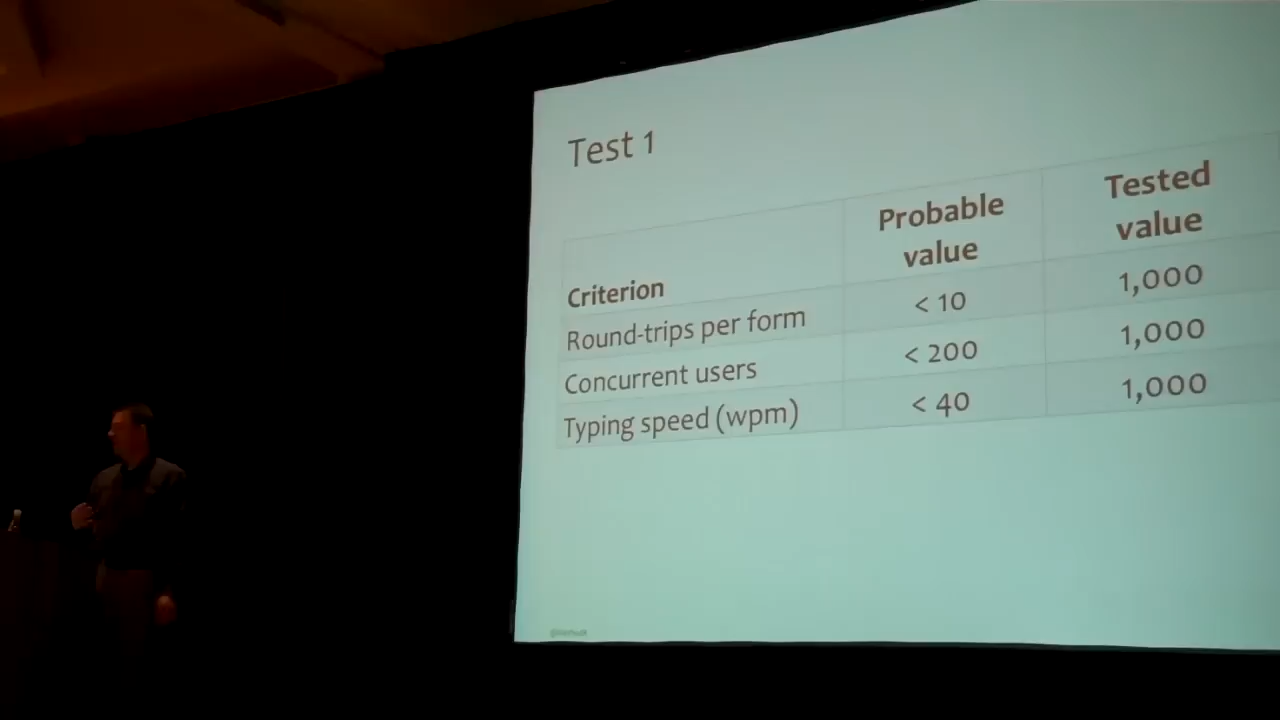 Test 1
Criterion Probable value Tested value
Round-trips per form < 10 1,000
Concurrent users < 200 1,000
Typing speed (wpm) < 40 1,000